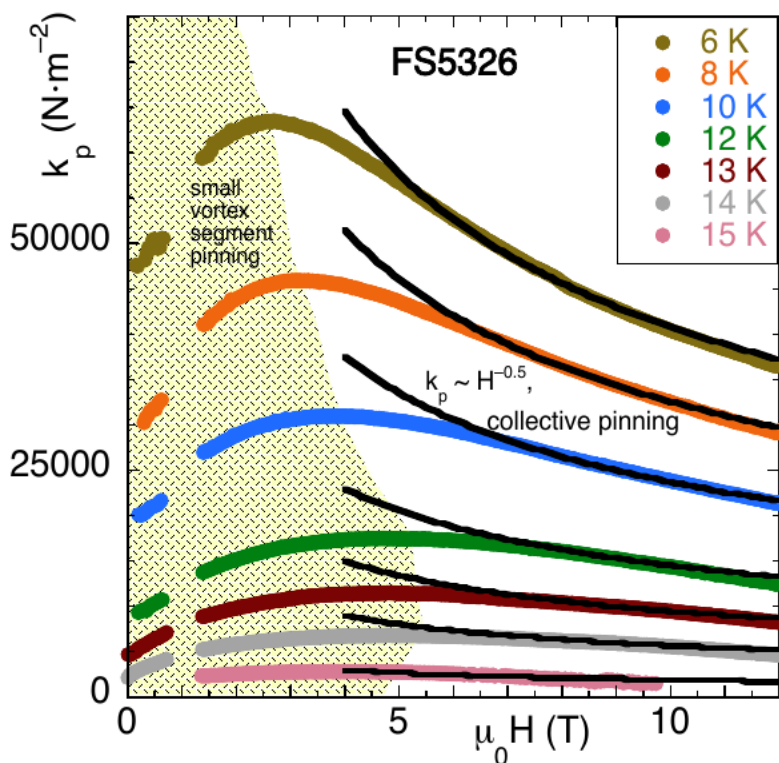 FS5326
6 K
8 K
10 K
12 K
13 K
14 K
15 K
small
vortex
segment
pinning
k_p ~ H^{-0.5},
collective pinning
k_p (N·m^{-2})
50000
25000
0
0
5
10
μ_0H (T)